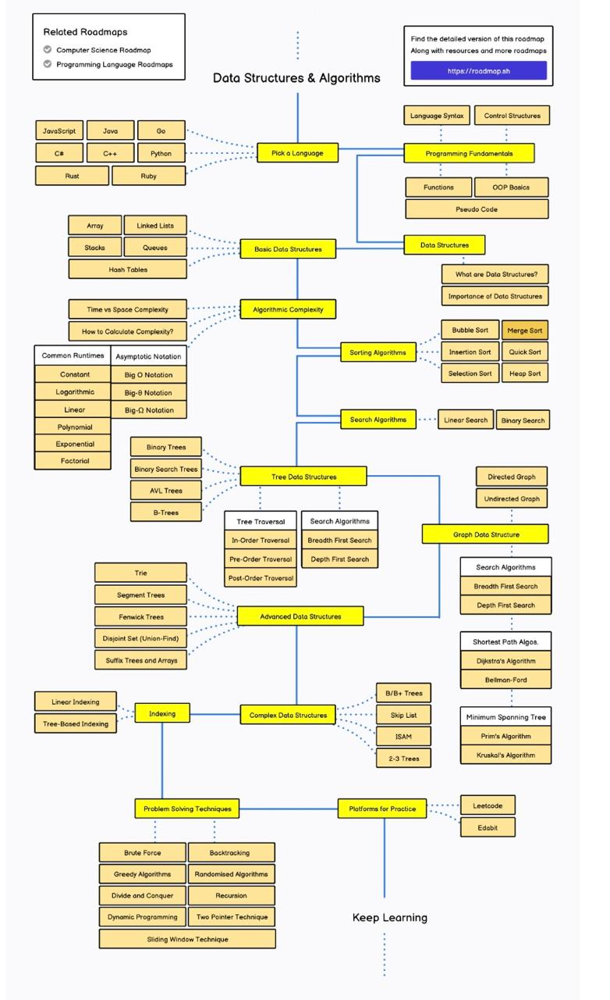 Related Roadmaps
Computer Science Roadmap
Programming Language Roadmaps
Find the detailed version of this roadmap
Along with resources and more roadmaps
https://roadmap.sh
Data Structures & Algorithms
JavaScript
Java
Go
C#
C++
Python
Rust
Ruby
Pick a Language
Language Syntax
Control Structures
Programming Fundamentals
Functions
OOP Basics
Pseudo Code
Array
Linked Lists
Stacks
Queues
Hash Tables
Basic Data Structures
Data Structures
What are Data Structures?
Importance of Data Structures
Time vs Space Complexity
How to Calculate Complexity?
Algorithmic Complexity
Common Runtimes
Constant
Logarithmic
Linear
Polynomial
Exponential
Factorial
Asymptotic Notation
Big O Notation
Big-θ Notation
Big-Ω Notation
Sorting Algorithms
Bubble Sort
Merge Sort
Insertion Sort
Quick Sort
Selection Sort
Heap Sort
Search Algorithms
Linear Search
Binary Search
Binary Trees
Binary Search Trees
AVL Trees
B-Trees
Tree Data Structures
Tree Traversal
In-Order Traversal
Pre-Order Traversal
Post-Order Traversal
Search Algorithms
Breadth First Search
Depth First Search
Directed Graph
Undirected Graph
Graph Data Structure
Search Algorithms
Breadth First Search
Depth First Search
Shortest Path Algos.
Dijkstra's Algorithm
Bellman-Ford
Minimum Spanning Tree
Prim's Algorithm
Kruskal's Algorithm
Trie
Segment Trees
Fenwick Trees
Disjoint Set (Union-Find)
Suffix Trees and Arrays
Advanced Data Structures
Linear Indexing
Tree-Based Indexing
Indexing
Complex Data Structures
B/B+ Trees
Skip List
ISAM
2-3 Trees
Problem Solving Techniques
Platforms for Practice
Leetcode
Edabit
Brute Force
Backtracking
Greedy Algorithms
Randomised Algorithms
Divide and Conquer
Recursion
Dynamic Programming
Two Pointer Technique
Sliding Window Technique
Keep Learning